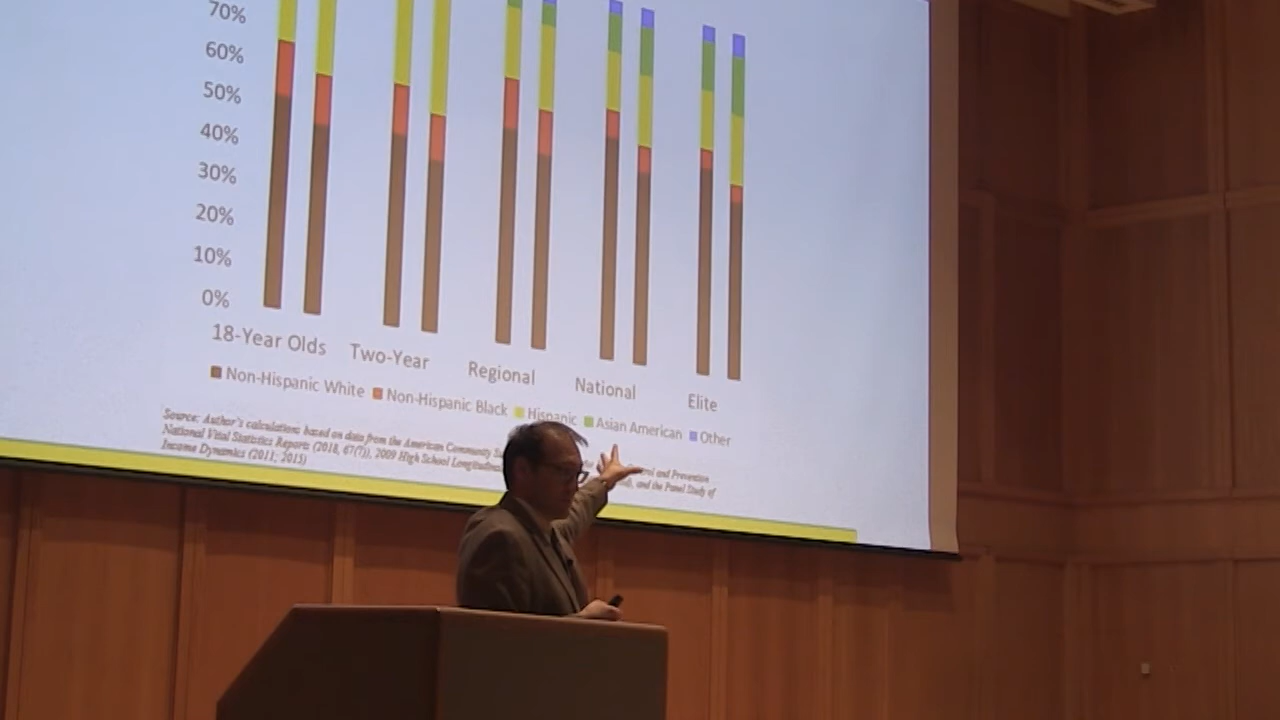 70%
60%
50%
40%
30%
20%
10%
0%
18-Year Olds Two-Year Regional National Elite
Non-Hispanic White Non-Hispanic Black Hispanic Asian American Other
Source: Author's calculations based on data from the American Community and Prevention
National Vital Statistics Reports (2018, 67(7)), 2009 High School and the Panel Study of
Income Dynamics (2011; 2015)